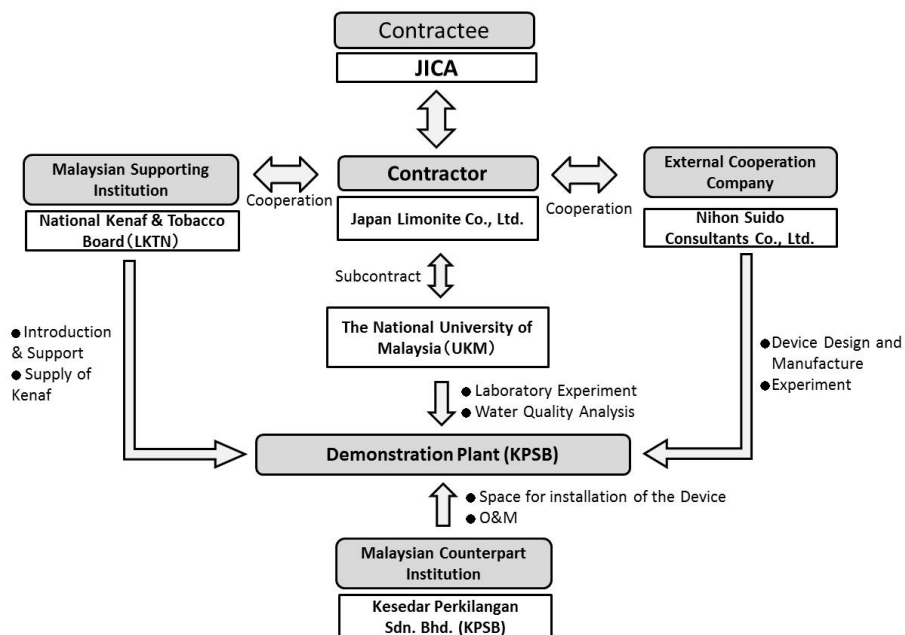 Contractee
JICA
Malaysian Supporting
Institution
National Kenaf & Tobacco
Board（LKTN）
Cooperation
Contractor
Japan Limonite Co., Ltd.
Cooperation
External Cooperation
Company
Nihon Suido
Consultants Co., Ltd.
Subcontract
The National University of
Malaysia（UKM）
●Introduction
& Support
●Supply of
Kenaf
●Device Design and
Manufacture
●Experiment
●Laboratory Experiment
●Water Quality Analysis
Demonstration Plant (KPSB)
●Space for installation of the Device
●O&M
Malaysian Counterpart
Institution
Kesedar Perkilangan
Sdn. Bhd. (KPSB)